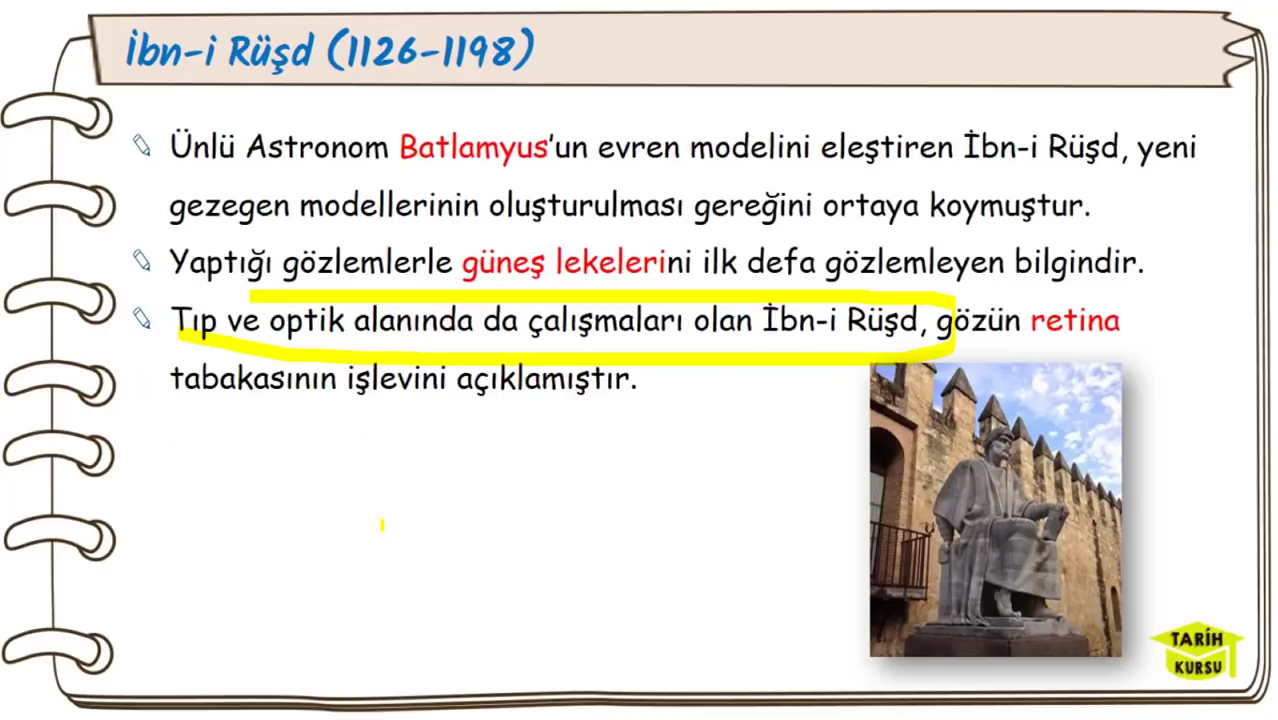 İbn-i Rüşd (1126-1198)
Ünlü Astronom Batlamyus'un evren modelini eleştiren İbn-i Rüşd, yeni
gezegen modellerinin oluşturulması gereğini ortaya koymuştur.
Yaptığı gözlemlerle güneş lekelerini ilk defa gözlemleyen bilgindir.
Tıp ve optik alanında da çalışmaları olan İbn-i Rüşd, gözün retina
tabakasının işlevini açıklamıştır.
TARİH
KURSU